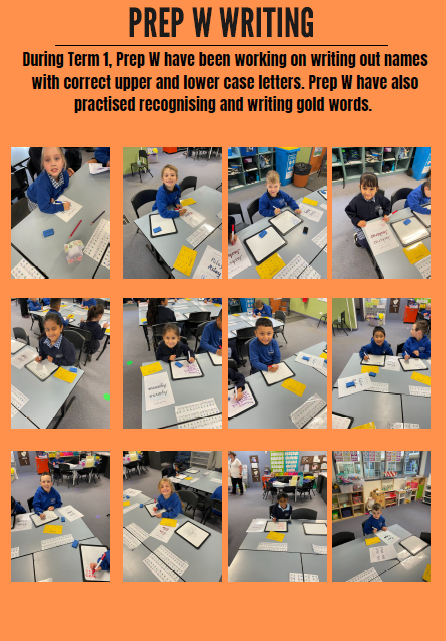 PREP W WRITING
During Term 1, Prep W have been working on writing out names
with correct upper and lower case letters. Prep W have also
practised recognising and writing gold words.